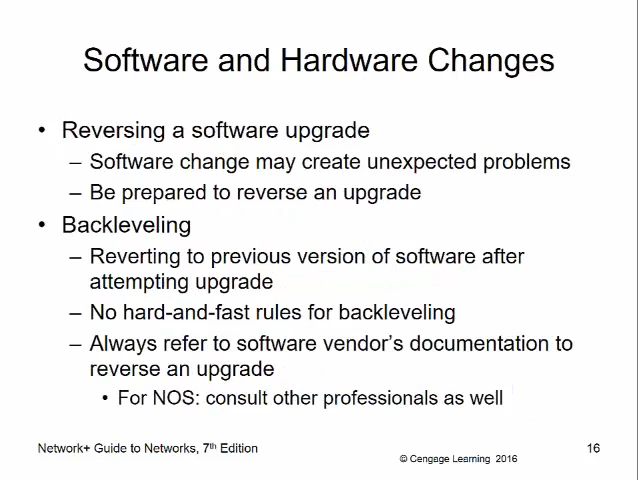 Software and Hardware Changes
• Reversing a software upgrade
– Software change may create unexpected problems
– Be prepared to reverse an upgrade
• Backleveling
– Reverting to previous version of software after
attempting upgrade
– No hard-and-fast rules for backleveling
– Always refer to software vendor's documentation to
reverse an upgrade
• For NOS: consult other professionals as well
Network+ Guide to Networks, 7th Edition
© Cengage Learning 2016
16